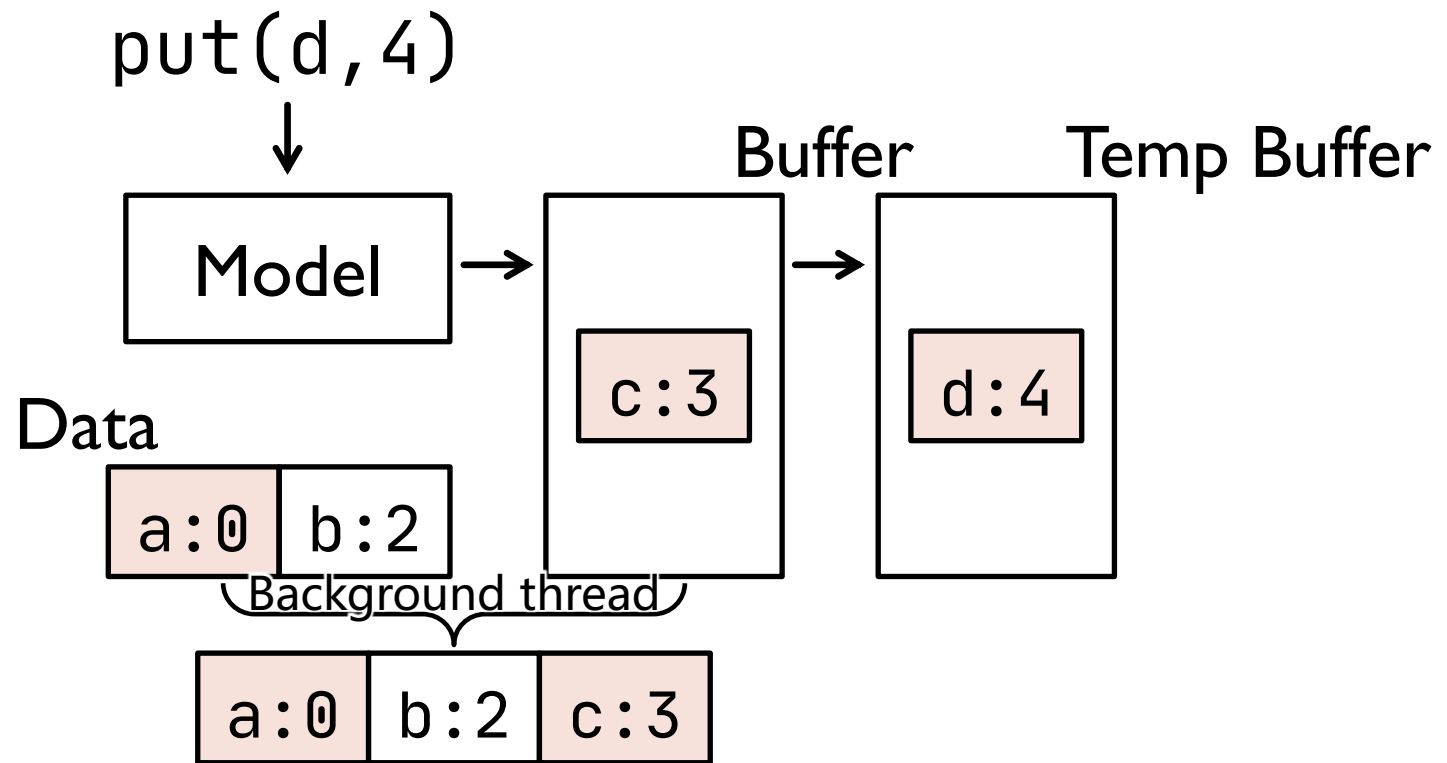 put(d,4)
Buffer
Temp Buffer
Model
c:3
d:4
Data
a:0
b:2
Background thread
a:0
b:2
c:3